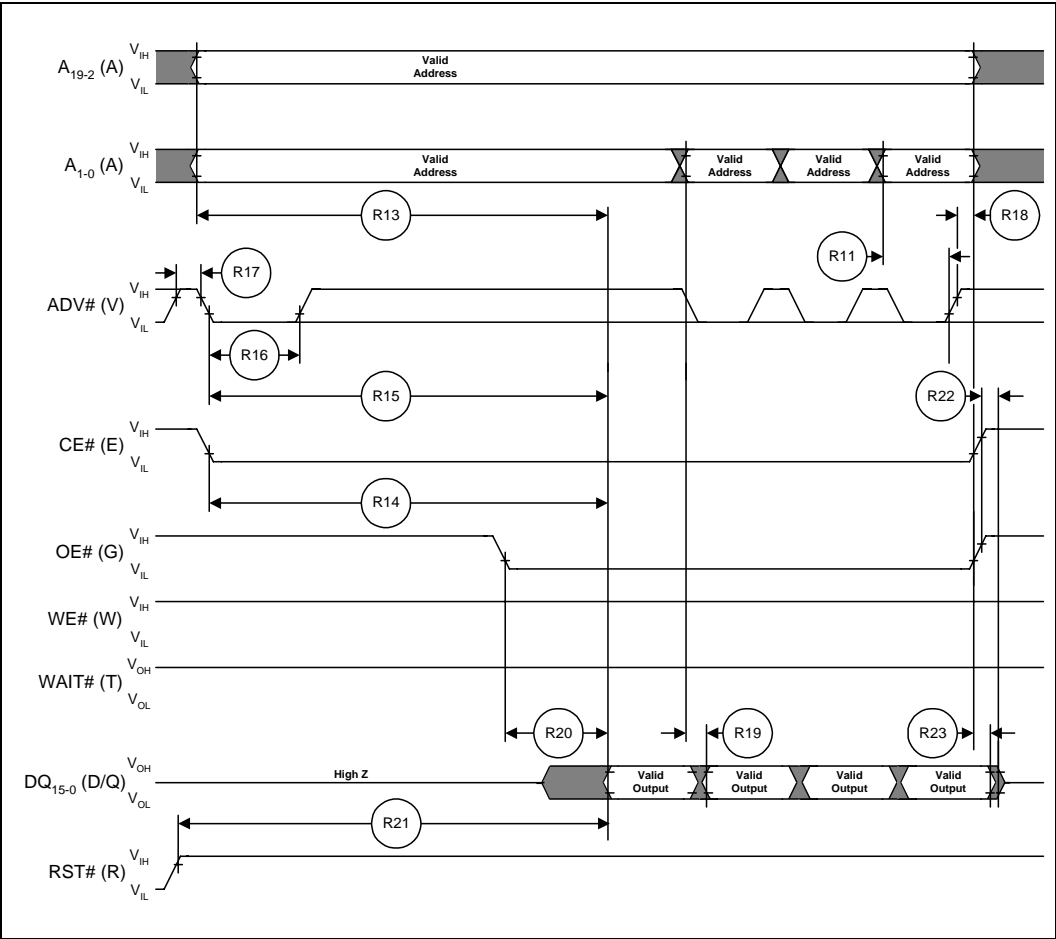 A19-2 (A)
VIH
VIL
Valid
Address
A1-0 (A)
VIH
VIL
Valid
Address
Valid
Address
Valid
Address
Valid
Address
R13
R18
R11
R17
ADV# (V)
VIH
VIL
R16
R15
R22
CE# (E)
VIH
VIL
R14
OE# (G)
VIH
VIL
WE# (W)
VIH
VIL
WAIT# (T)
VOH
VOL
R20
R19
R23
DQ15-0 (D/Q)
VOH
VOL
High Z
Valid
Output
Valid
Output
Valid
Output
Valid
Output
R21
RST# (R)
VIH
VIL